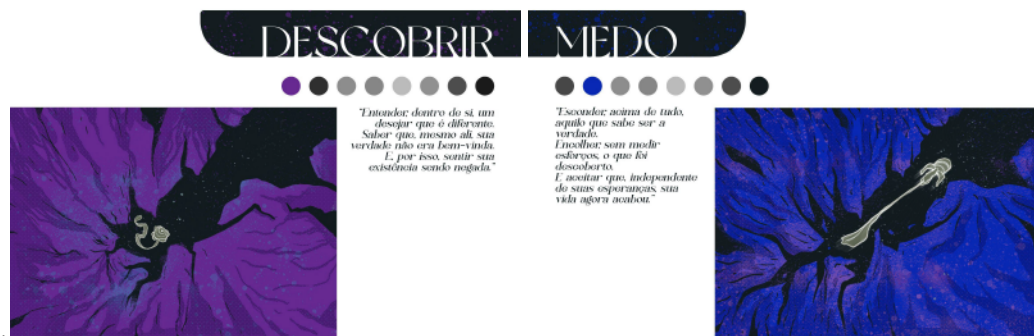 DESCOBRIR
"Entender, dentro de si, um
desejar que é diferente.
Saber que, mesmo ali, sua
verdade não era bem-vinda.
E, por isso, sentir sua
existência sendo negada."
MEDO
"Esconder, acima de tudo,
aquilo que sabe ser a
verdade.
Encolher, sem medir
esforços, o que foi
descoberto.
E aceitar que, independente
de suas esperanças, sua
vida agora acabou."